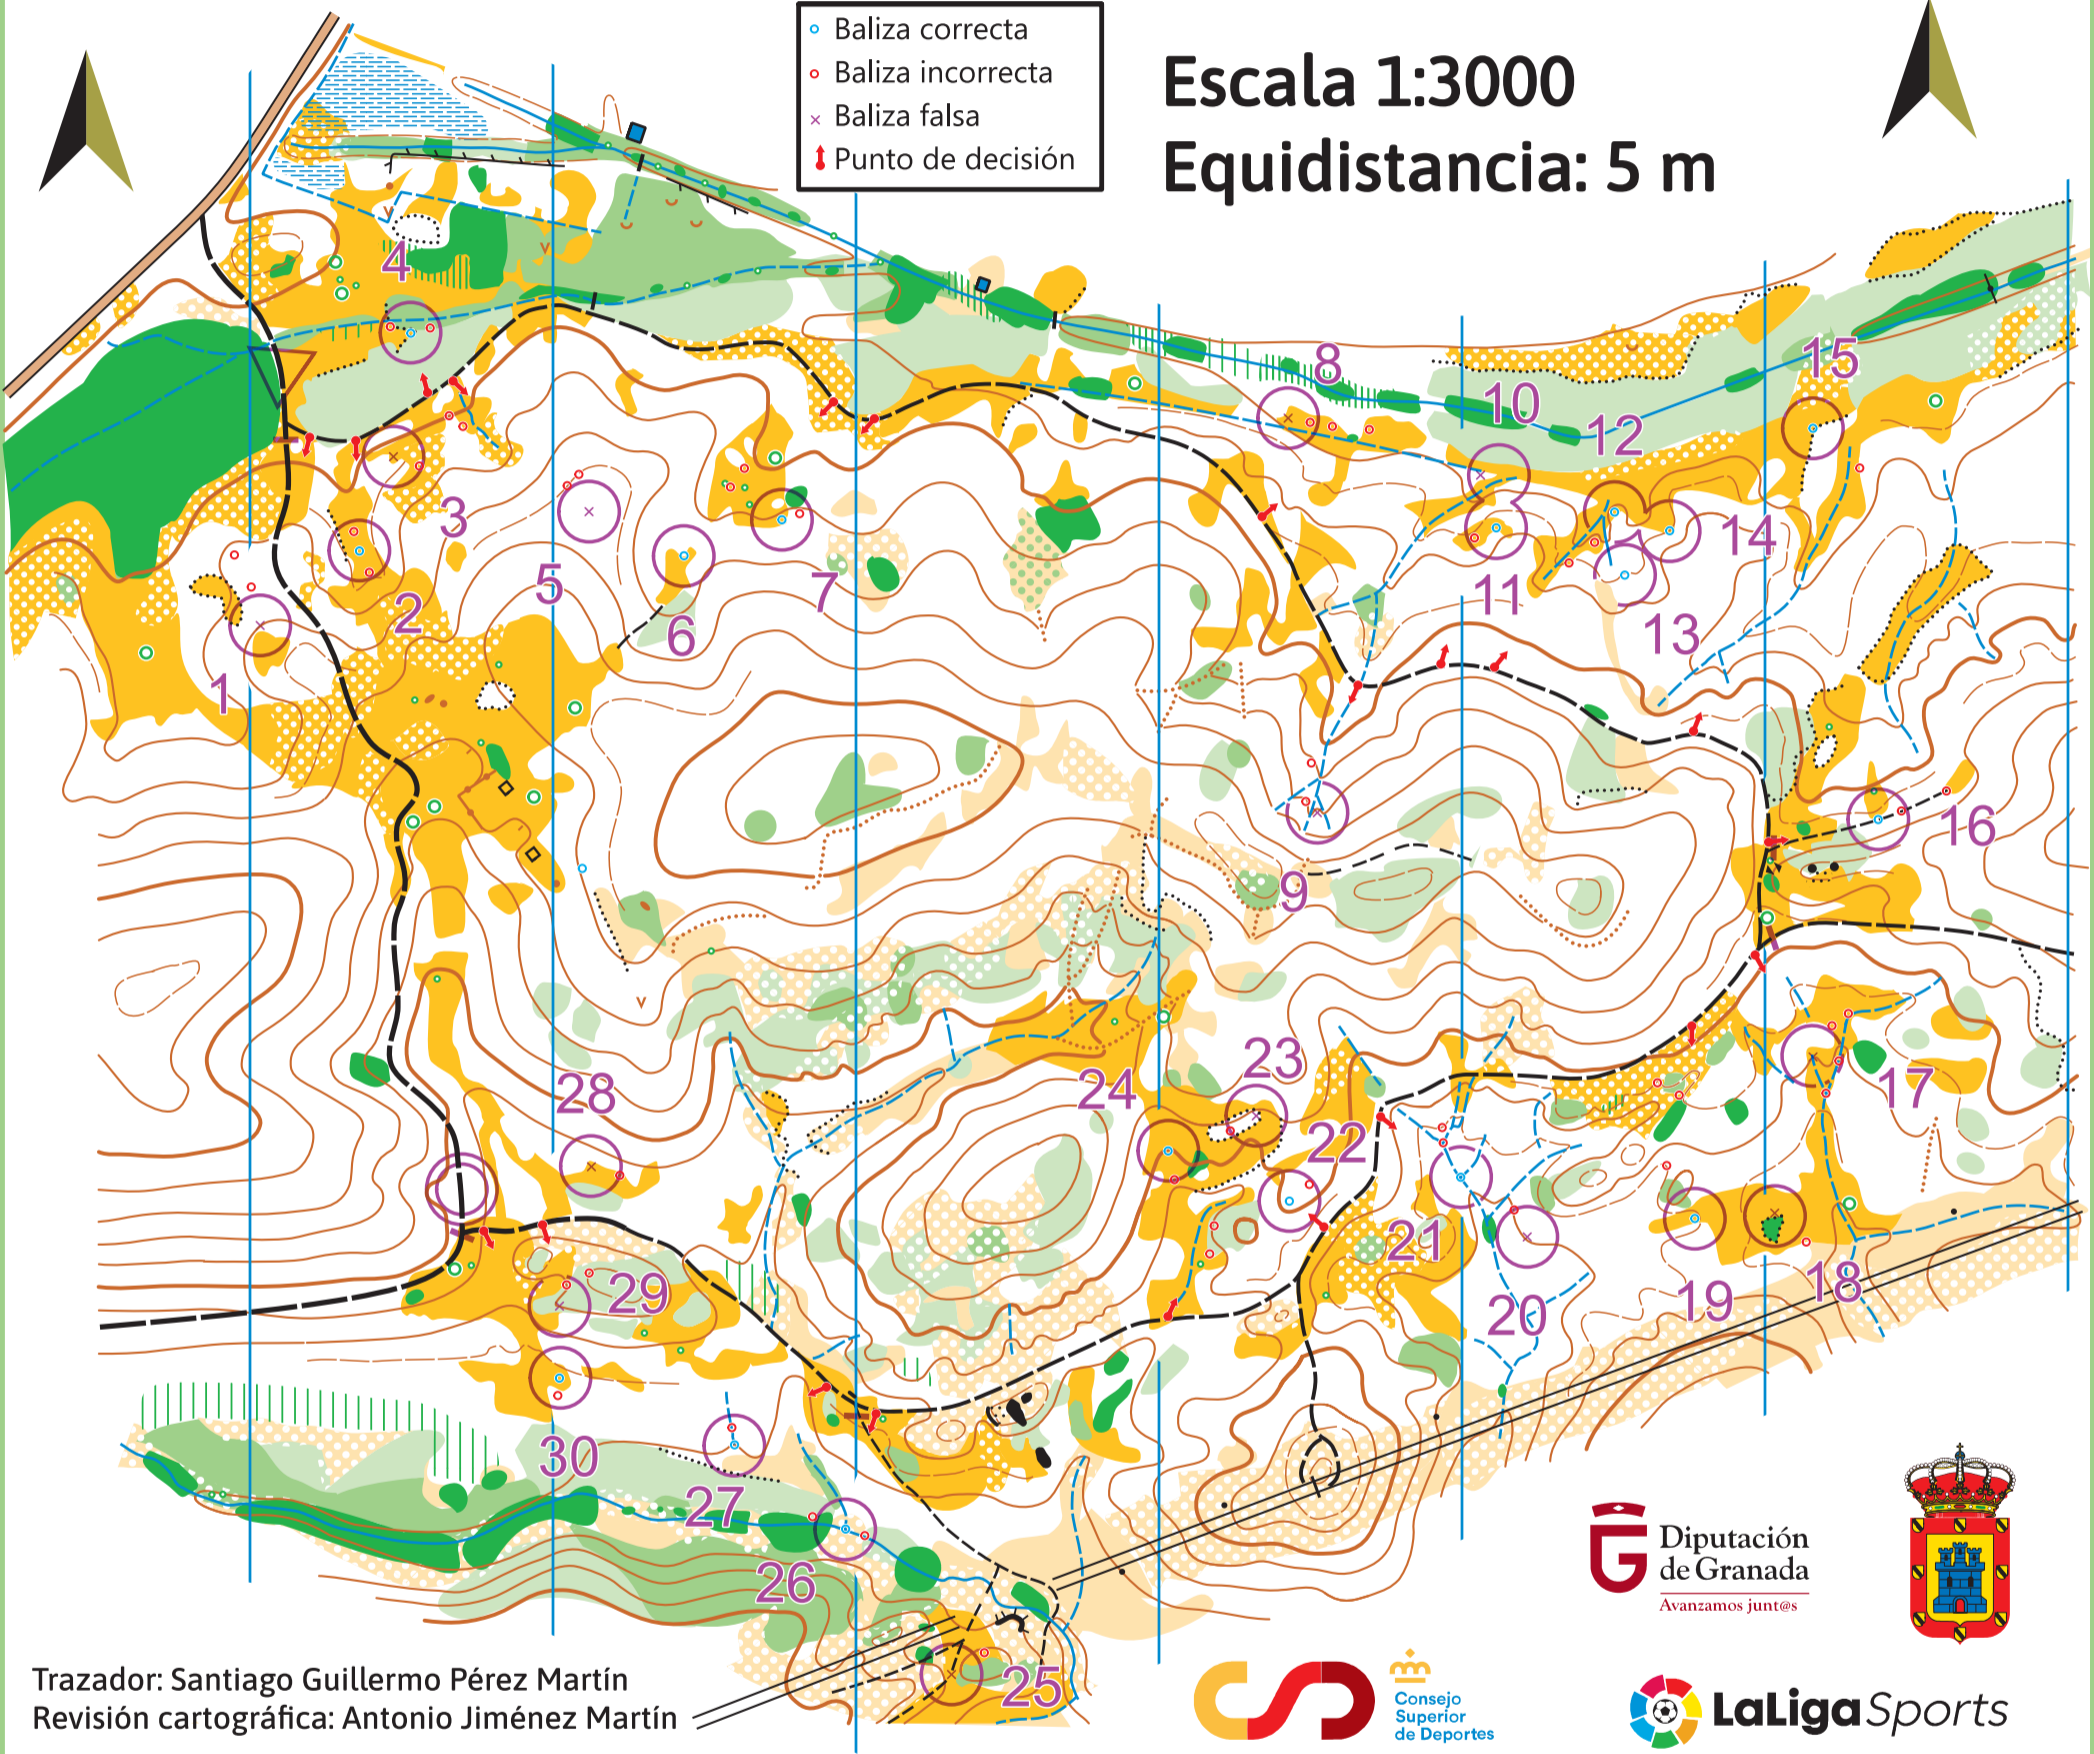 Baliza correcta
Baliza incorrecta
Baliza falsa
Punto de decisión
Escala 1:3000
Equidistancia: 5 m
4
8
15
10
12
3
14
5
7
11
2
6
13
1
16
9
23
28
24
17
22
21
29
18
19
20
30
27
26
25
Diputación
de Granada
Avanzamos junt@s
Consejo
Superior
de Deportes
LaLiga Sports
Trazador: Santiago Guillermo Pérez Martín
Revisión cartográfica: Antonio Jiménez Martín